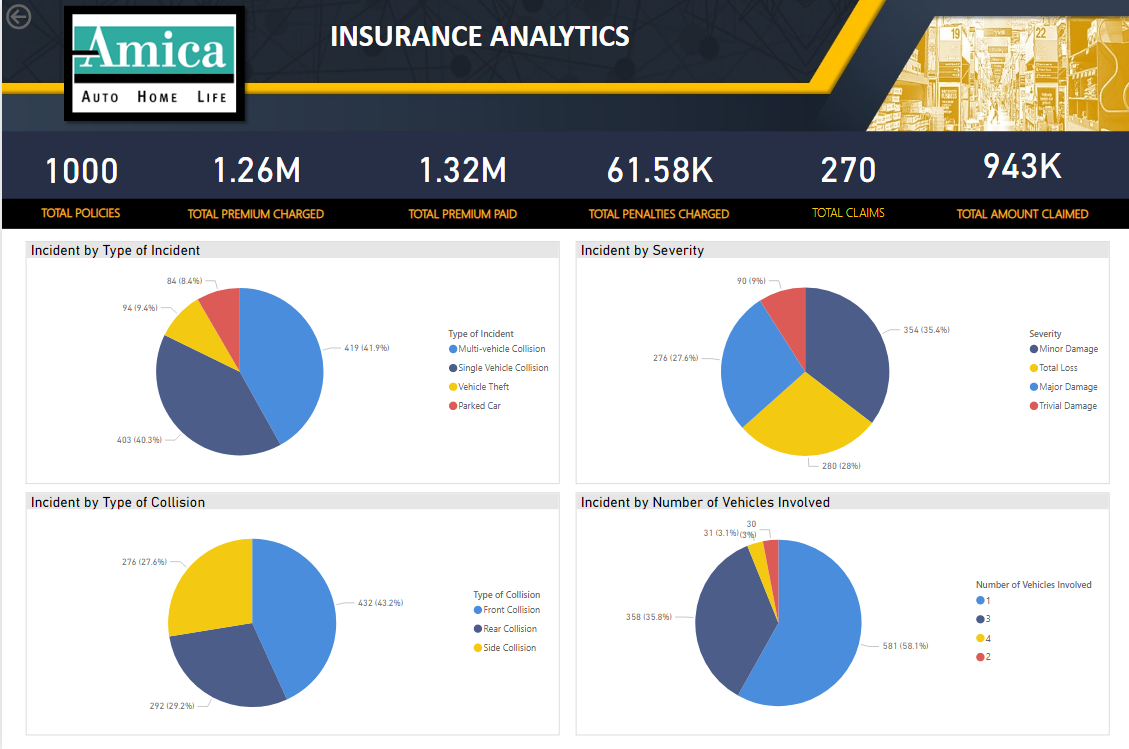 Amica
AUTO HOME LIFE
INSURANCE ANALYTICS
19
22
1000
1.26M
1.32M
61.58K
270
943K
TOTAL POLICIES
TOTAL PREMIUM CHARGED
TOTAL PREMIUM PAID
TOTAL PENALTIES CHARGED
TOTAL CLAIMS
TOTAL AMOUNT CLAIMED
Incident by Type of Incident
84 (8.4%)
94 (9.4%)
419 (41.9%)
403 (40.3%)
Type of Incident
Multi-vehicle Collision
Single Vehicle Collision
Vehicle Theft
Parked Car
Incident by Severity
90 (9%)
354 (35.4%)
276 (27.6%)
280 (28%)
Severity
Minor Damage
Total Loss
Major Damage
Trivial Damage
Incident by Type of Collision
276 (27.6%)
432 (43.2%)
292 (29.2%)
Type of Collision
Front Collision
Rear Collision
Side Collision
Incident by Number of Vehicles Involved
30
(3%)
31 (3.1%)
358 (35.8%)
581 (58.1%)
Number of Vehicles Involved
1
3
4
2